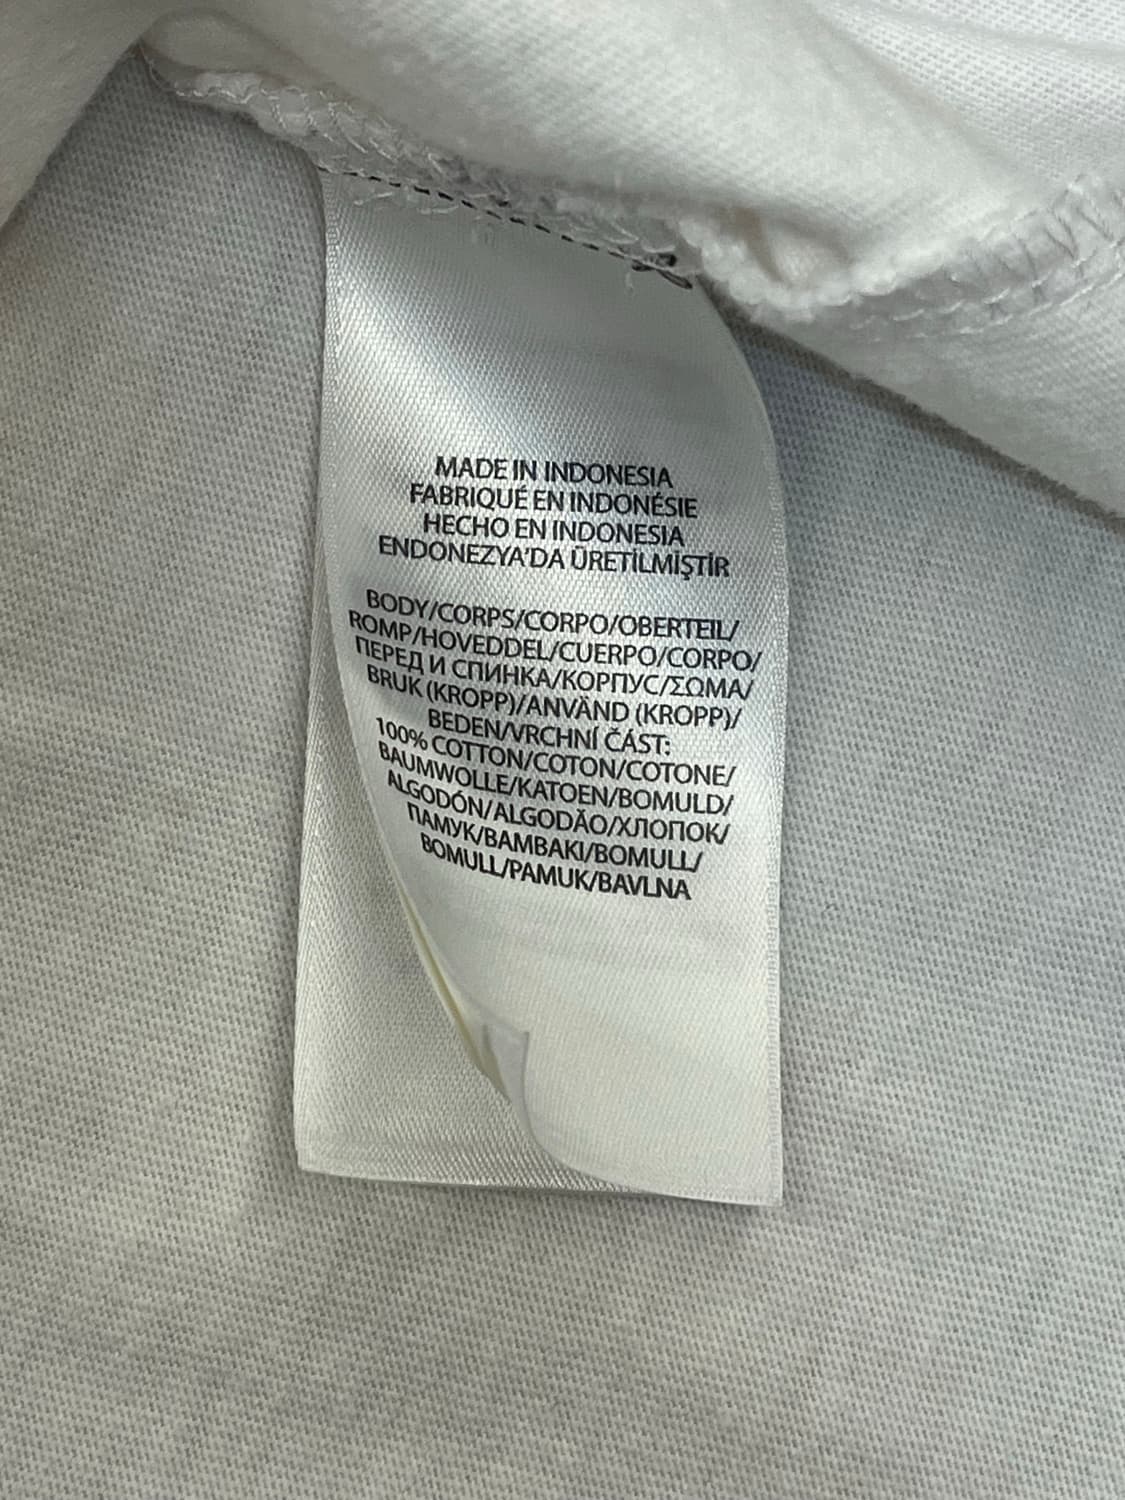 MADE IN INDONESIA
FABRIQUÉ EN INDONÉSIE
HECHO EN INDONESIA
ENDONEZYA'DA ÜRETİLMİŞTİR
BODY/CORPS/CORPO/OBERTEIL/
ROMP/HOVEDDEL/CUERPO/CORPO/
ПЕРЕД И СПИНКА/КОРПУС/ΣΩΜΑ/
BRUK (KROPP)/ANVÄND (KROPP)/
BEDEN/VRCHNÍ ČÁST:
100% COTTON/COTON/COTONE/
BAUMWOLLE/KATOEN/BOMULD/
ALGODÓN/ALGODÃO/ХЛОПОК/
ПАМУК/BAMBAKI/BOMULL/
BOMULL/PAMUK/BAVLNA